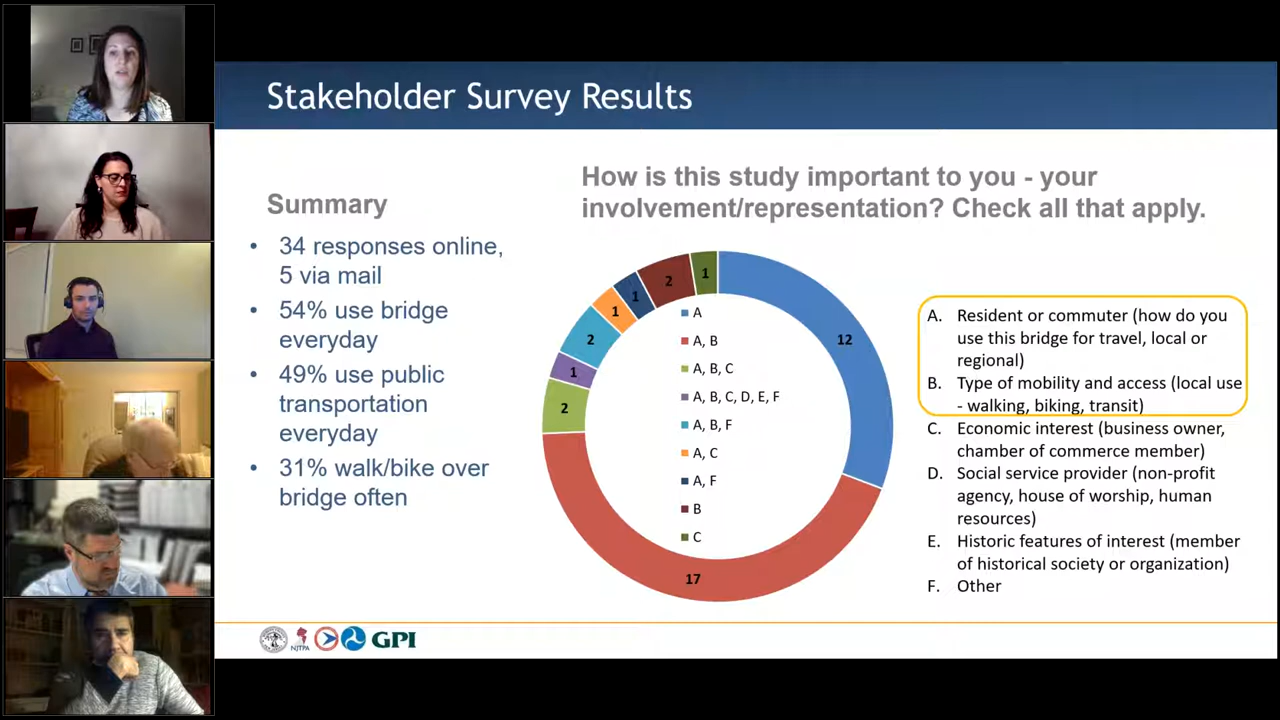 Stakeholder Survey Results
Summary
• 34 responses online,
5 via mail
• 54% use bridge
everyday
• 49% use public
transportation
everyday
• 31% walk/bike over
bridge often
How is this study important to you - your
involvement/representation? Check all that apply.
1
2
1
1
2
1
2
12
17
A
A, B
A, B, C
A, B, C, D, E, F
A, B, F
A, C
A, F
B
C
A. Resident or commuter (how do you
use this bridge for travel, local or
regional)
B. Type of mobility and access (local use
- walking, biking, transit)
C. Economic interest (business owner,
chamber of commerce member)
D. Social service provider (non-profit
agency, house of worship, human
resources)
E. Historic features of interest (member
of historical society or organization)
F. Other
NJTPA
GPI